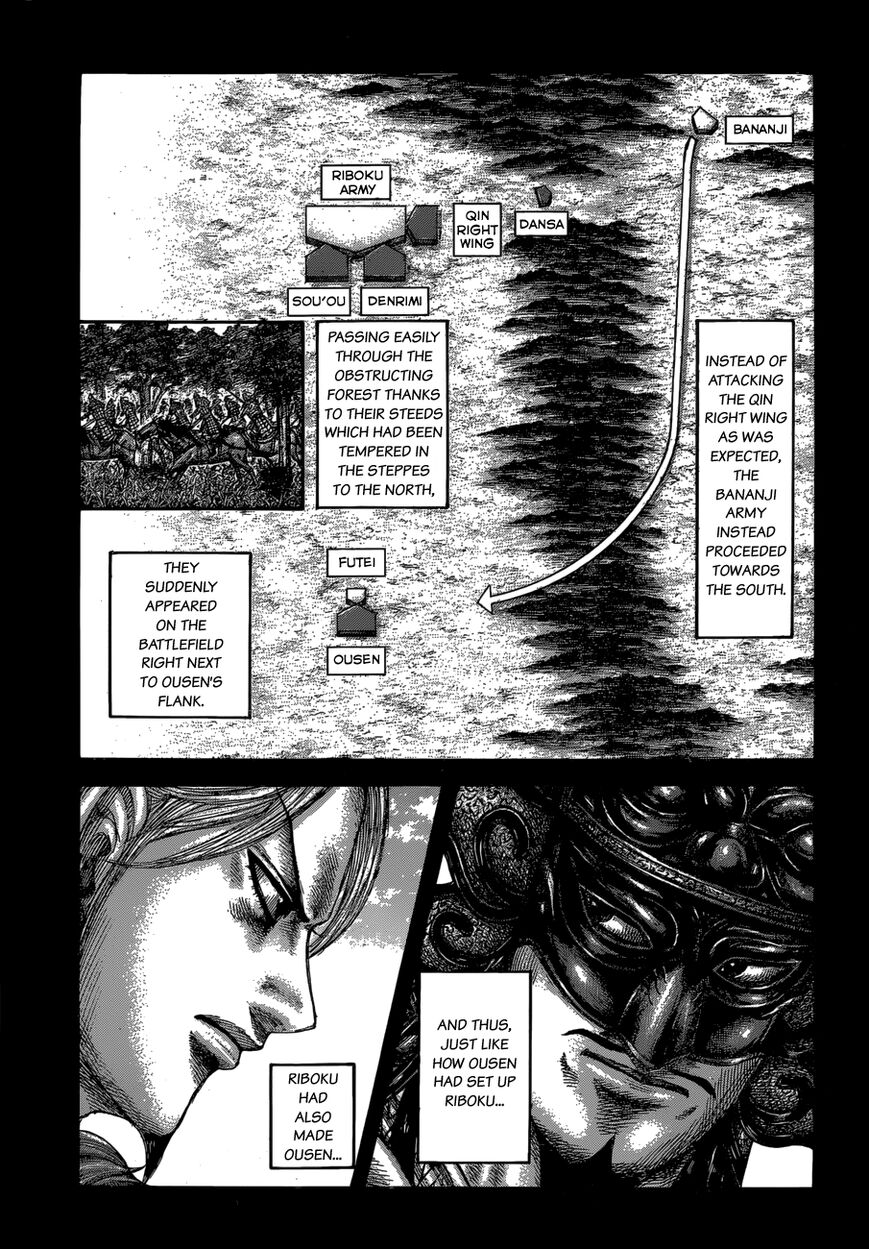 BANANJI
RIBOKU
ARMY
QIN
RIGHT
WING
DANSA
SOU'OU
DENRIMI
INSTEAD OF
ATTACKING
THE QIN
RIGHT WING
AS WAS
EXPECTED,
THE
BANANJI
ARMY
INSTEAD
PROCEEDED
TOWARDS
THE SOUTH.
PASSING EASILY
THROUGH THE
OBSTRUCTING
FOREST THANKS
TO THEIR STEEDS
WHICH HAD BEEN
TEMPERED IN
THE STEPPES
TO THE NORTH,
FUTEI
OUSEN
THEY
SUDDENLY
APPEARED
ON THE
BATTLEFIELD
RIGHT NEXT
TO OUSEN'S
FLANK.
AND THUS,
JUST LIKE
HOW OUSEN
HAD SET UP
RIBOKU...
RIBOKU
HAD
ALSO
MADE
OUSEN...